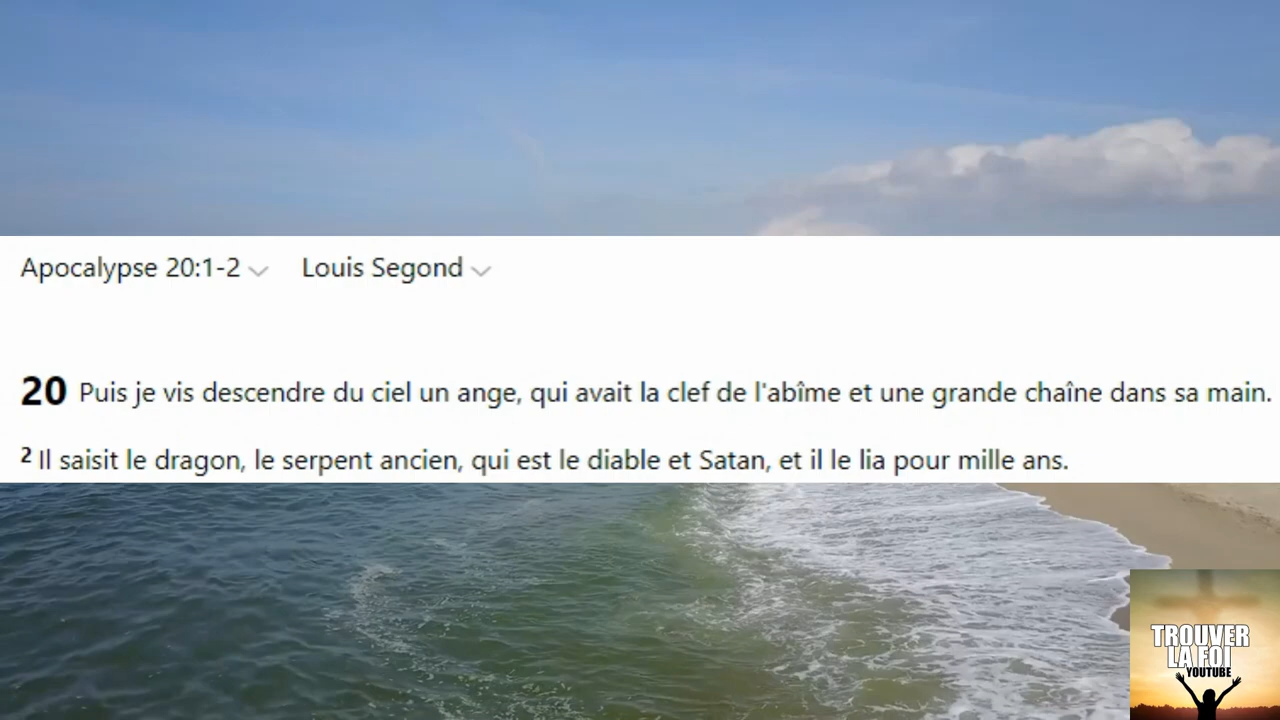 Apocalypse 20:1-2 Louis Segond
20 Puis je vis descendre du ciel un ange, qui avait la clef de l'abîme et une grande chaîne dans sa main.
2 Il saisit le dragon, le serpent ancien, qui est le diable et Satan, et il le lia pour mille ans.
TROUVER
LA FOI
YOUTUBE